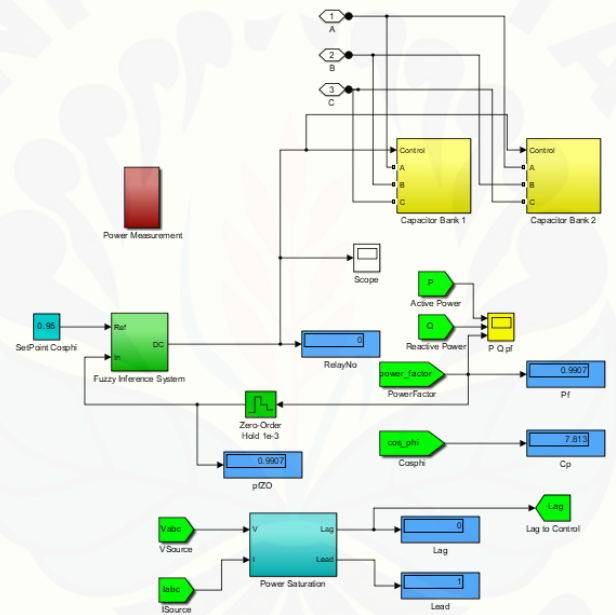 1
A
2
B
3
C
Control
A
B
C
Capacitor Bank 1
Control
A
B
C
Capacitor Bank 2
Power Measurement
Scope
P
Active Power
Q
Reactive Power
P Q pf
0.95
SetPoint Cosphi
Ref
In
DC
Fuzzy Inference System
0
RelayNo
power_factor
PowerFactor
0.9907
Pf
Zero-Order
Hold 1e-3
0.9907
pfZO
cos_phi
Cosphi
7.813
Cp
Vabc
VSource
Iabc
ISource
V
I
Lag
Lead
Power Saturation
0
Lag
Lag
Lag to Control
1
Lead